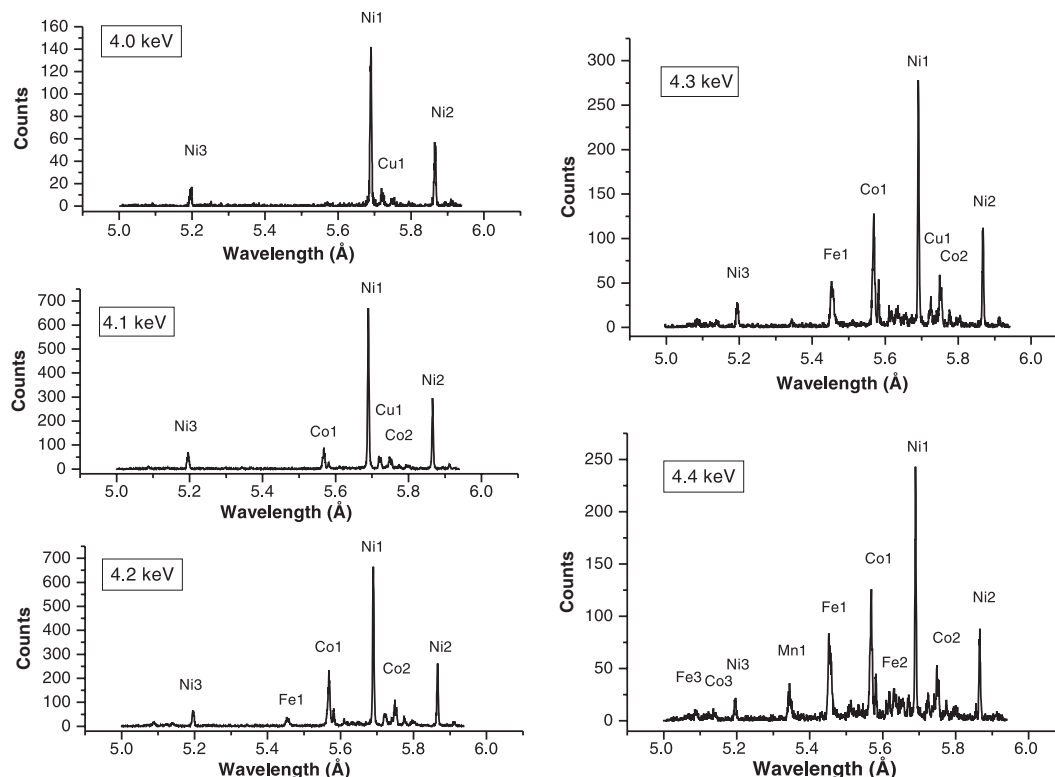 4.0 keV
Counts
160
140
120
100
80
60
40
20
0
Ni3
Ni1
Cu1
Ni2
5.0 5.2 5.4 5.6 5.8 6.0
Wavelength (Å)
4.1 keV
Counts
700
600
500
400
300
200
100
0
Ni3
Co1
Ni1
Cu1
Co2
Ni2
5.0 5.2 5.4 5.6 5.8 6.0
Wavelength (Å)
4.2 keV
Counts
700
600
500
400
300
200
100
0
Ni3
Fe1
Co1
Ni1
Co2
Ni2
5.0 5.2 5.4 5.6 5.8 6.0
Wavelength (Å)
4.3 keV
Counts
300
250
200
150
100
50
0
Ni3
Fe1
Co1
Ni1
Cu1
Co2
Ni2
5.0 5.2 5.4 5.6 5.8 6.0
Wavelength (Å)
4.4 keV
Counts
250
200
150
100
50
0
Fe3
Co3
Ni3
Mn1
Fe1
Co1
Fe2
Ni1
Co2
Ni2
5.0 5.2 5.4 5.6 5.8 6.0
Wavelength (Å)